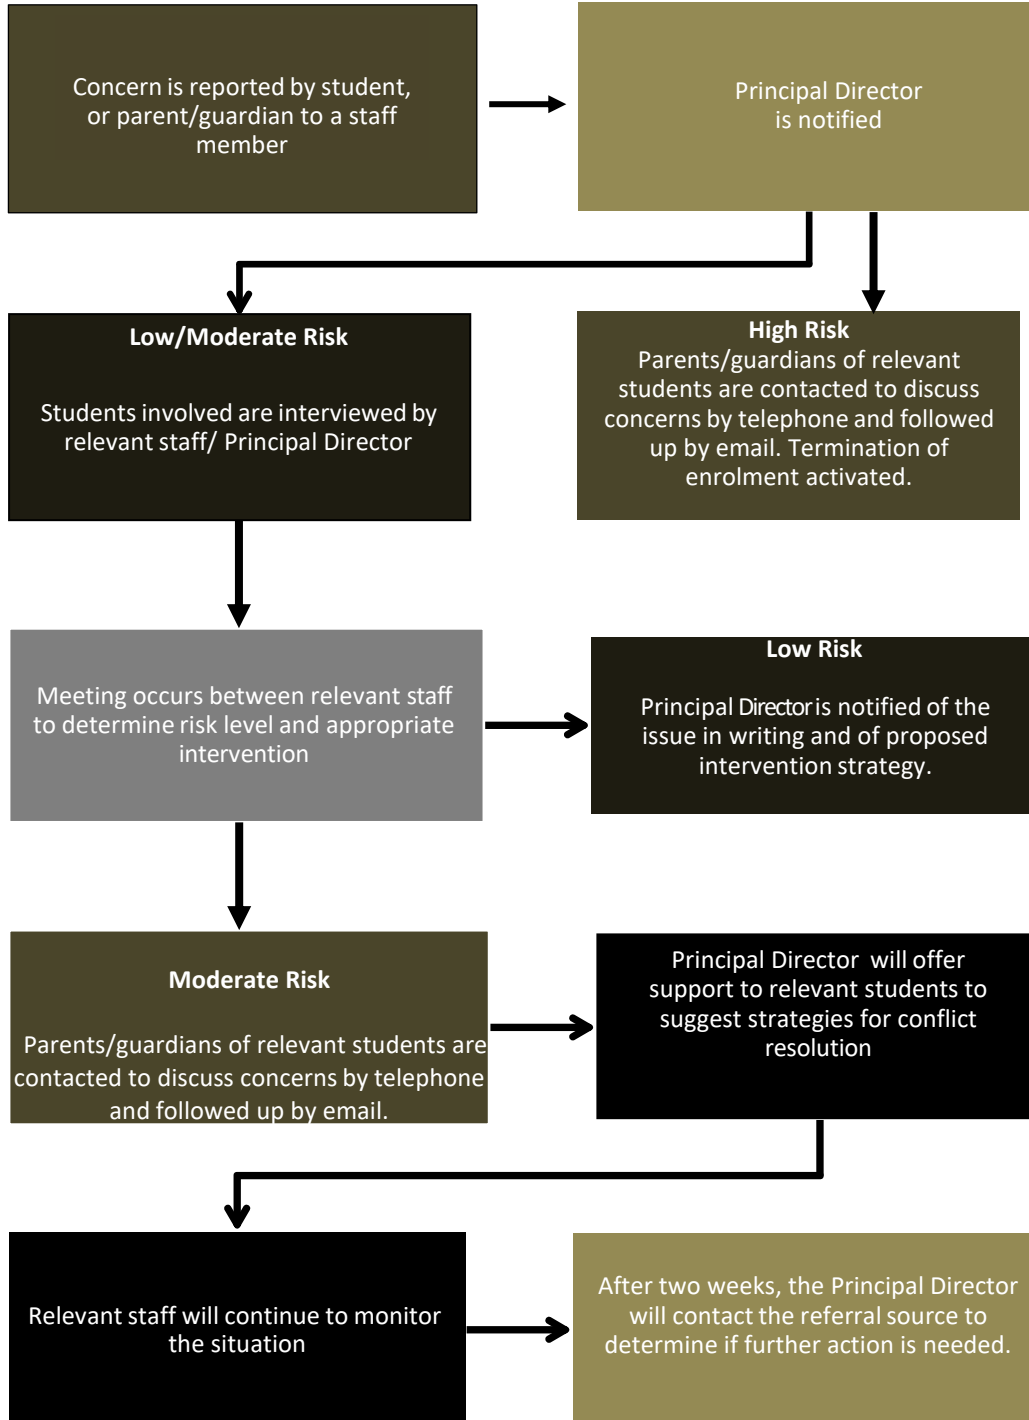 Concern is reported by student,
or parent/guardian to a staff
member
Principal Director
is notified
Low/Moderate Risk
Students involved are interviewed by
relevant staff/ Principal Director
High Risk
Parents/guardians of relevant
students are contacted to discuss
concerns by telephone and followed
up by email. Termination of
enrolment activated.
Meeting occurs between relevant staff
to determine risk level and appropriate
intervention
Low Risk
Principal Director is notified of the
issue in writing and of proposed
intervention strategy.
Moderate Risk
Parents/guardians of relevant students are
contacted to discuss concerns by telephone
and followed up by email.
Principal Director will offer
support to relevant students to
suggest strategies for conflict
resolution
Relevant staff will continue to monitor
the situation
After two weeks, the Principal Director
will contact the referral source to
determine if further action is needed.